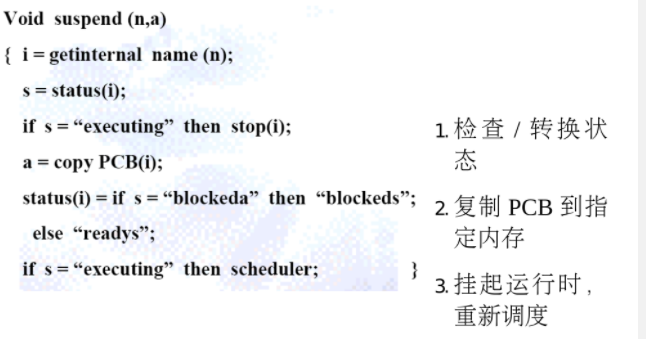 Void suspend (n,a)
{ i = getinternal name (n);
s = status(i);
if s = “executing” then stop(i);
a = copy PCB(i);
status(i) = if s = “blockeda” then “blockeds”;
else “readys”;
if s = “executing” then scheduler; }
1. 检查 / 转换状
态
2. 复制 PCB 到指
定内存
3. 挂起运行时，
重新调度